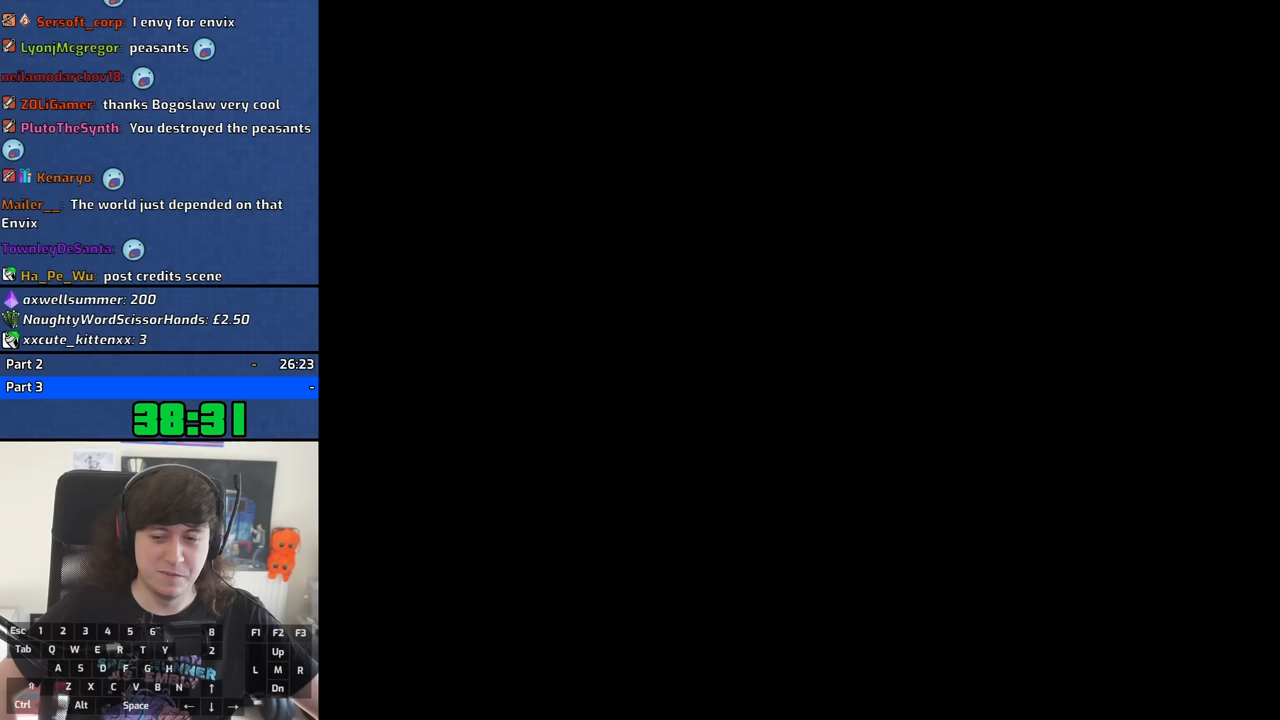 Sersoft_corp: I envy for envix
LyonjMcgregor: peasants
neilamodarchov18:
ZOLiGamer: thanks Bogoslaw very cool
PlutoTheSynth: You destroyed the peasants
Kenaryo:
Mailer__: The world just depended on that
Envix
TownleyDeSanta:
Ha_Pe_Wu: post credits scene
axwellsummer: 200
NaughtyWordScissorHands: £2.50
xxcute_kittenxx: 3
Part 2 - 26:23
Part 3 -
38:31
Esc 1 2 3 4 5 6 8 F1 F2 F3
Tab Q W E R T Y 2 Up
A S D F G H L M R
⇧ Z X C V B N ↑ Dn
Ctrl Alt Space ← ↓ →